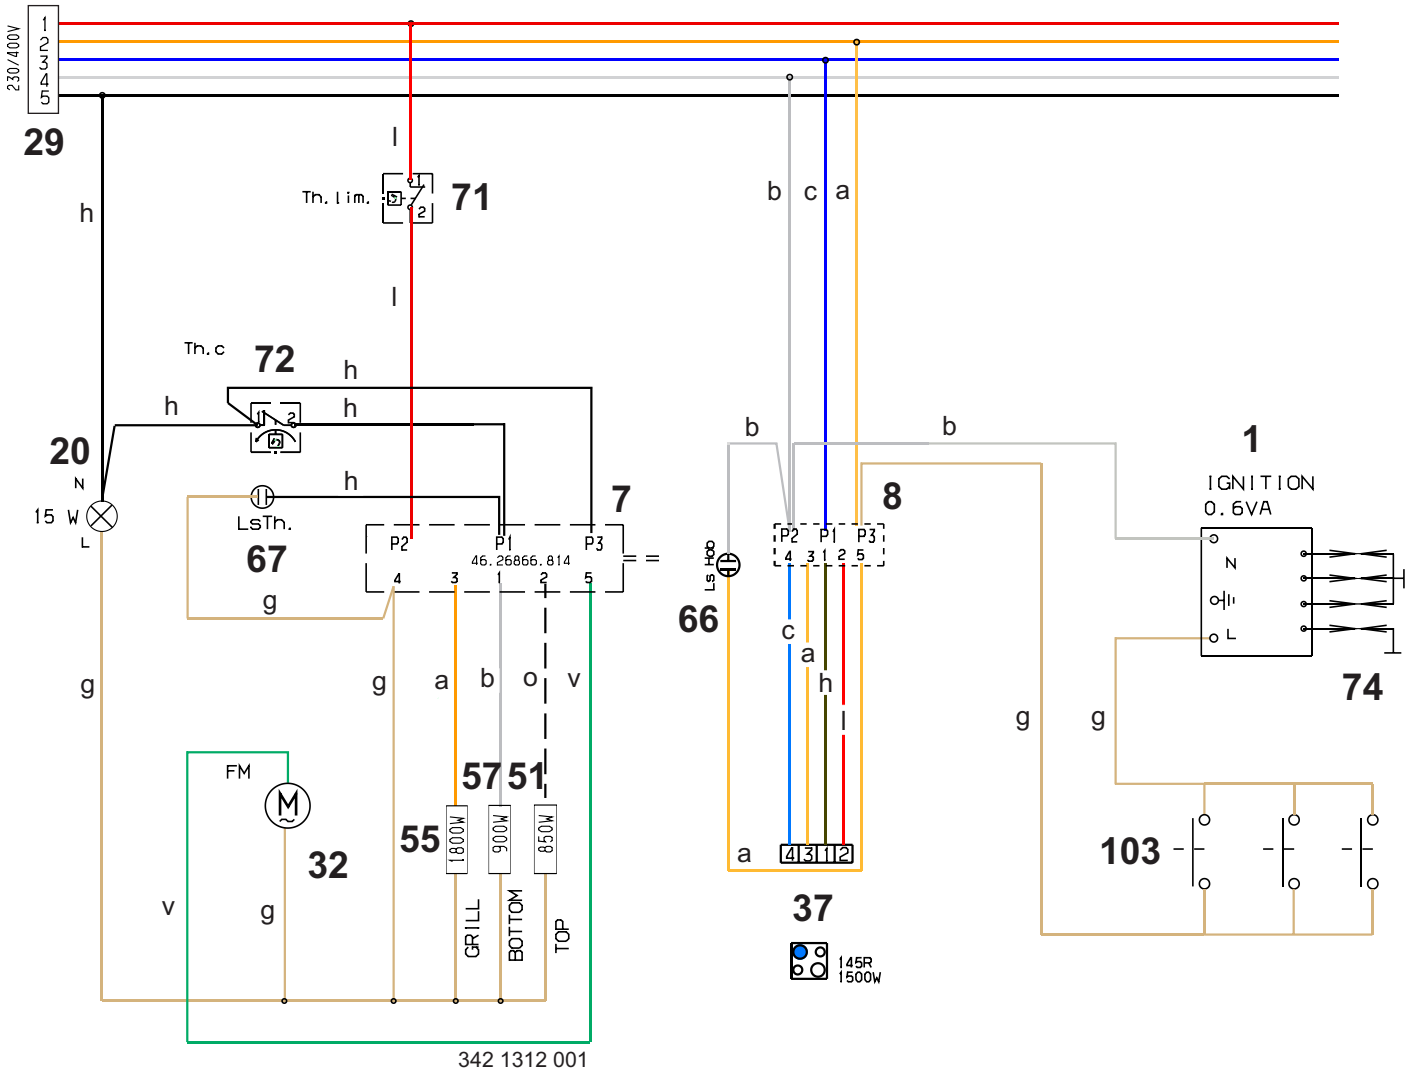 230/400V
1
2
3
4
5
29
l
Th. lim.
1
2
71
h
b
c
a
l
Th.c
72
h
h
h
1
2
20
N
15 W
L
h
LsTh.
67
7
P2
P1
P3
46.26866.814
4
3
1
2
5
= =
g
b
b
1
IGNITION
0.6VA
N
L
8
P2
P1
P3
4
3
1
2
5
Ls Hob
66
c
a
h
l
74
g
g
a
b
o
v
g
g
FM
M
~
32
57
51
55
1800W
900W
850W
v
g
GRILL
BOTTOM
TOP
a
4
3
1
2
37
145R
1500W
103
342 1312 001